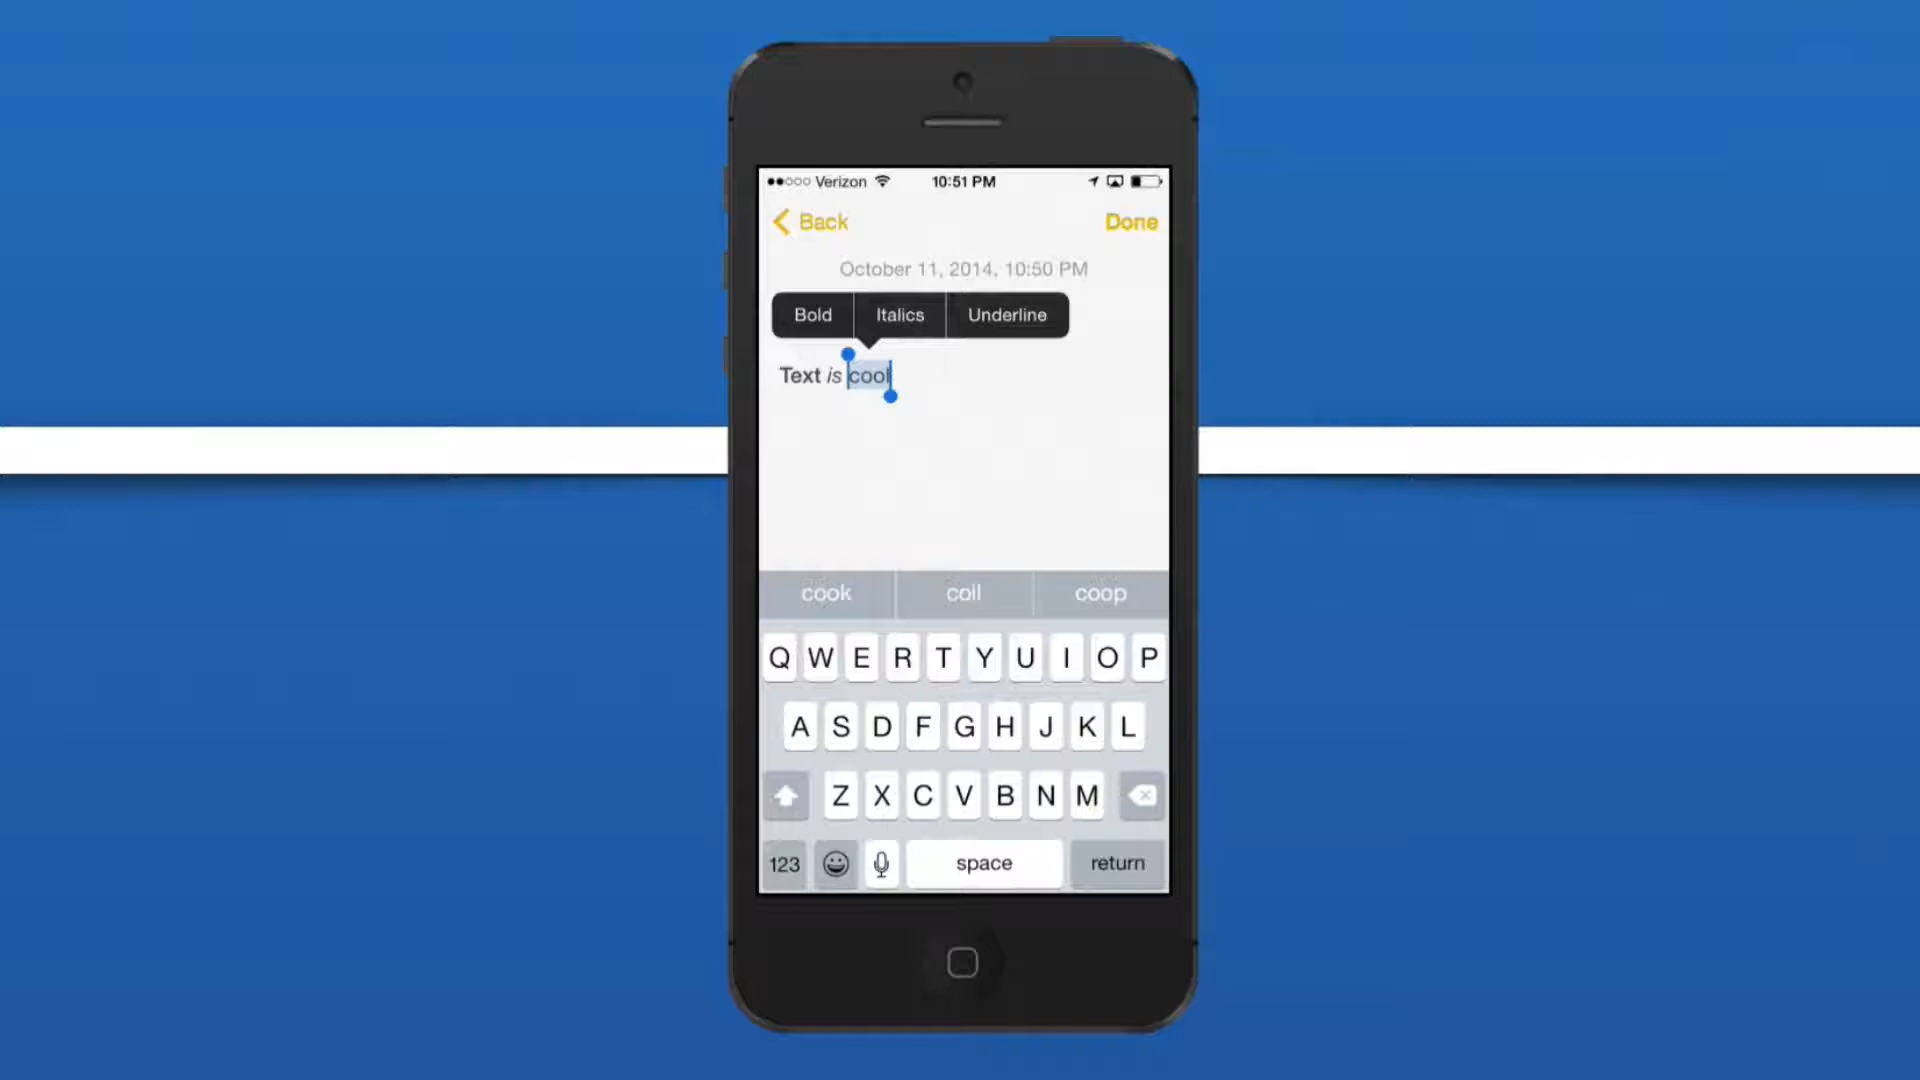 Verizon 10:51 PM
Back Done
October 11, 2014, 10:50 PM
Bold Italics Underline
Text is cool
cook coil coop
Q W E R T Y U I O P
A S D F G H J K L
Z X C V B N M
123 space return